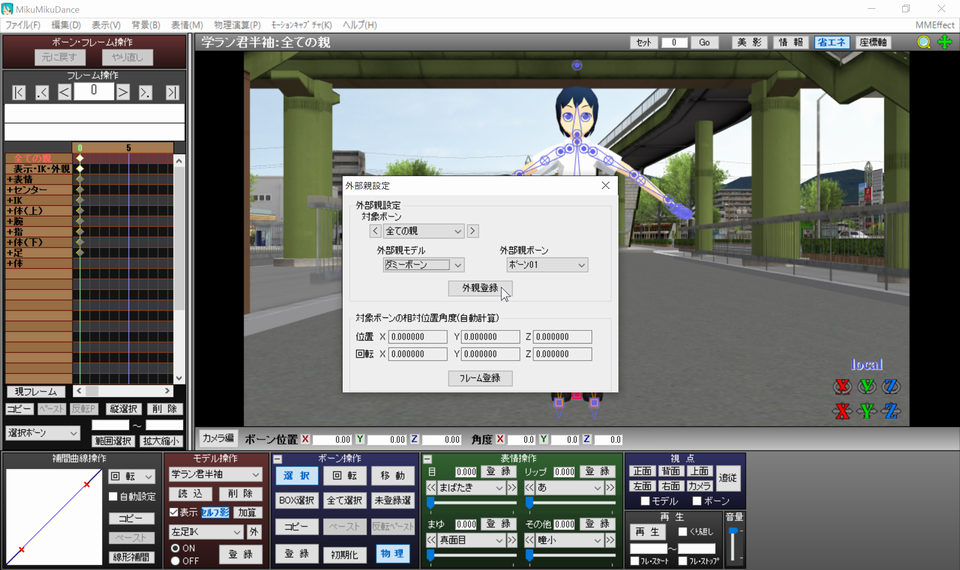 MikuMikuDance
ファイル(F) 編集(D) 表示(V) 背景(B) 表情(M) 物理演算(P) モーションキャプチャ(K) ヘルプ(H) MMEffect
ボーン・フレーム操作
元に戻す やり直し
フレーム操作
|< .< < 0 > >. >|
0 5
全ての親
表示・IK・外観
+表情
+センター
+IK
+体(上)
+腕
+指
+体(下)
+足
+体
現フレーム < >
コピー ペースト 反転P 縦選択 削 除
選択ボーン ～
範囲選択 拡大縮小
学ラン君半袖:全ての親 セット 0 Go 美 影 情 報 省エネ 座標軸
外部親設定
外部親設定
対象ボーン
< 全ての親 >
外部親モデル 外部親ボーン
ダミーボーン ボーン01
外親登録
対象ボーンの相対位置角度(自動計算)
位置 X 0.000000 Y 0.000000 Z 0.000000
回転 X 0.000000 Y 0.000000 Z 0.000000
フレーム登録
local
X Y Z
X Y Z
カメラ編 ボーン位置 X 0.00 Y 0.00 Z 0.00 角度 X 0.0 Y 0.0 Z 0.0
補間曲線操作
回 転
自動設定
コピー
ペースト
線形補間
モデル操作
学ラン君半袖
読 込 削 除
表示 セルフ影 加算
左足IK 外
ON
OFF
登 録
ボーン操作
選 択 回 転 移 動
BOX選択 全て選択 未登録選
コピー ペースト 反転ペースト
登 録 初期化 物 理
表情操作
目 0.000 登 録 リップ 0.000 登 録
<< まばたき >> << あ >>
まゆ 0.000 登 録 その他 0.000 登 録
<< 真面目 >> << 瞳小 >>
視 点
正面 背面 上面
左面 右面 カメラ 追従
モデル ボーン
再 生
再 生 くり返し
～
フレ・スタート フレ・ストップ
音量